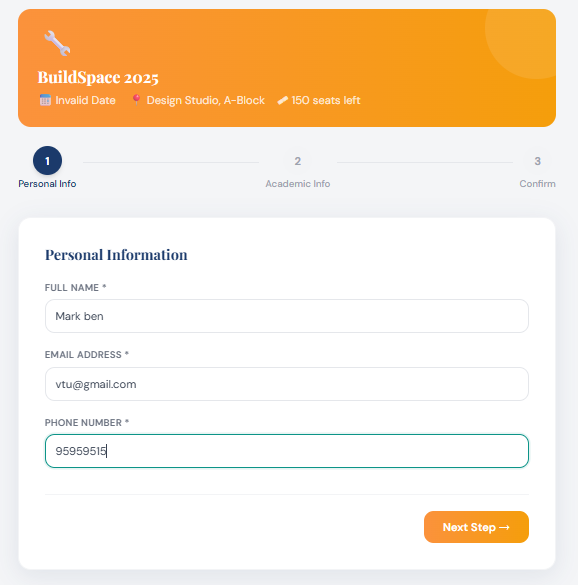 BuildSpace 2025
Invalid Date Design Studio, A-Block 150 seats left
1 2 3
Personal Info Academic Info Confirm
Personal Information
FULL NAME *
Mark ben
EMAIL ADDRESS *
vtu@gmail.com
PHONE NUMBER *
95959515
Next Step →